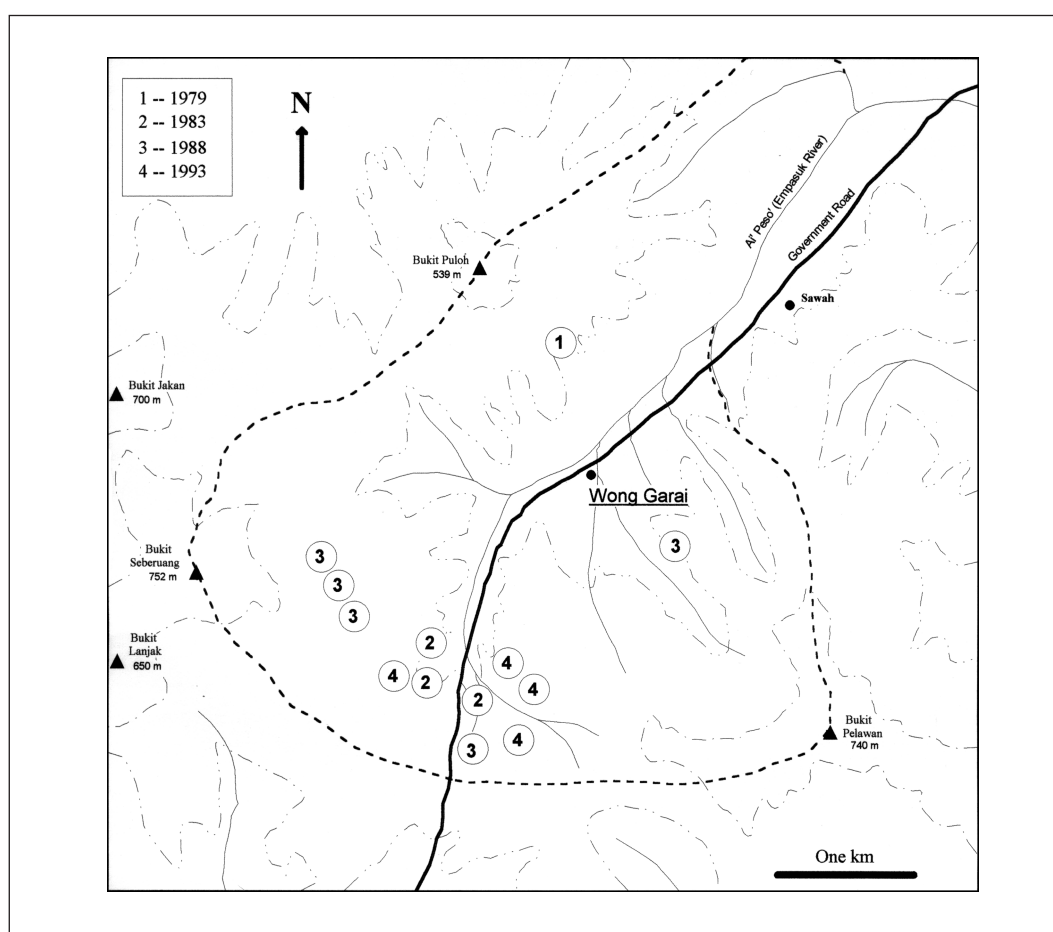 1 -- 1979
2 -- 1983
3 -- 1988
4 -- 1993
N
Ai' Peso' (Empasuk River)
Government Road
Bukit Puloh
539 m
Sawah
1
Bukit Jakan
700 m
Wong Garai
3
3
3
3
Bukit
Seberuang
752 m
2
Bukit
Lanjak
650 m
4
2
4
4
2
3
4
Bukit
Pelawan
740 m
One km